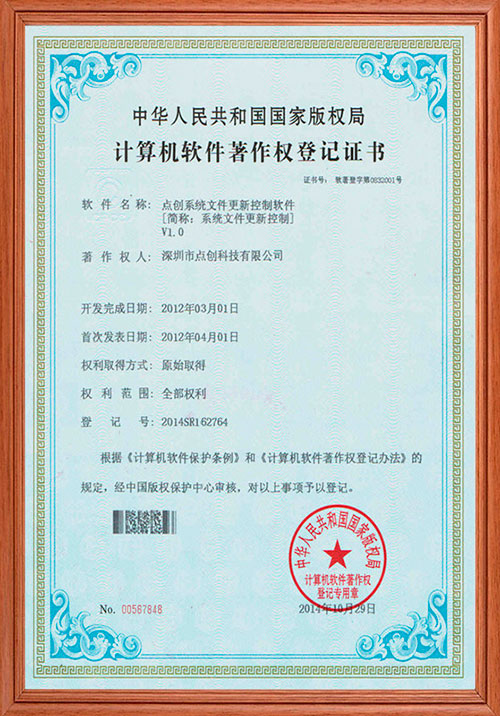 中华人民共和国国家版权局
计算机软件著作权登记证书
证书号： 软著登字第0832001号
软件名称： 点创系统文件更新控制软件
[简称：系统文件更新控制]
V1.0
著作权人： 深圳市点创科技有限公司
开发完成日期： 2012年03月01日
首次发表日期： 2012年04月01日
权利取得方式： 原始取得
权利范围： 全部权利
登记号： 2014SR162764
根据《计算机软件保护条例》和《计算机软件著作权登记办法》的
规定，经中国版权保护中心审核，对以上事项予以登记。
中华人民共和国国家版权局
计算机软件著作权
登记专用章
No. 00567848
2014年10月29日